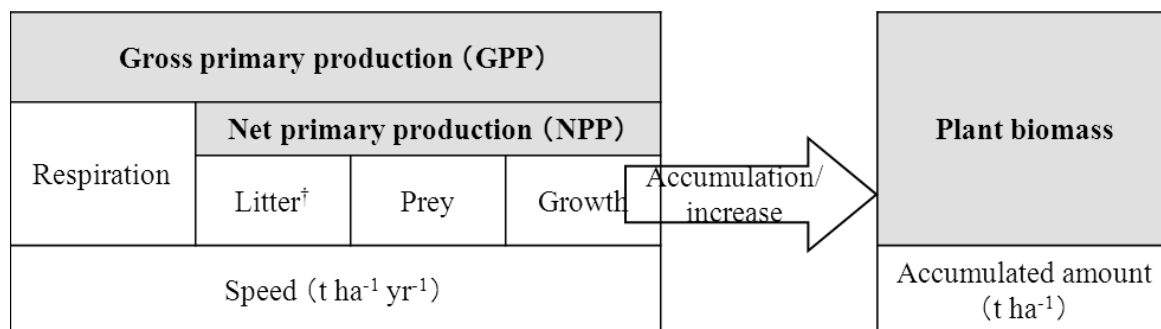 Gross primary production (GPP)
Net primary production (NPP)
Respiration
Litter†
Prey
Growth
Speed (t ha-1 yr-1)
Accumulation/
increase
Plant biomass
Accumulated amount
(t ha-1)